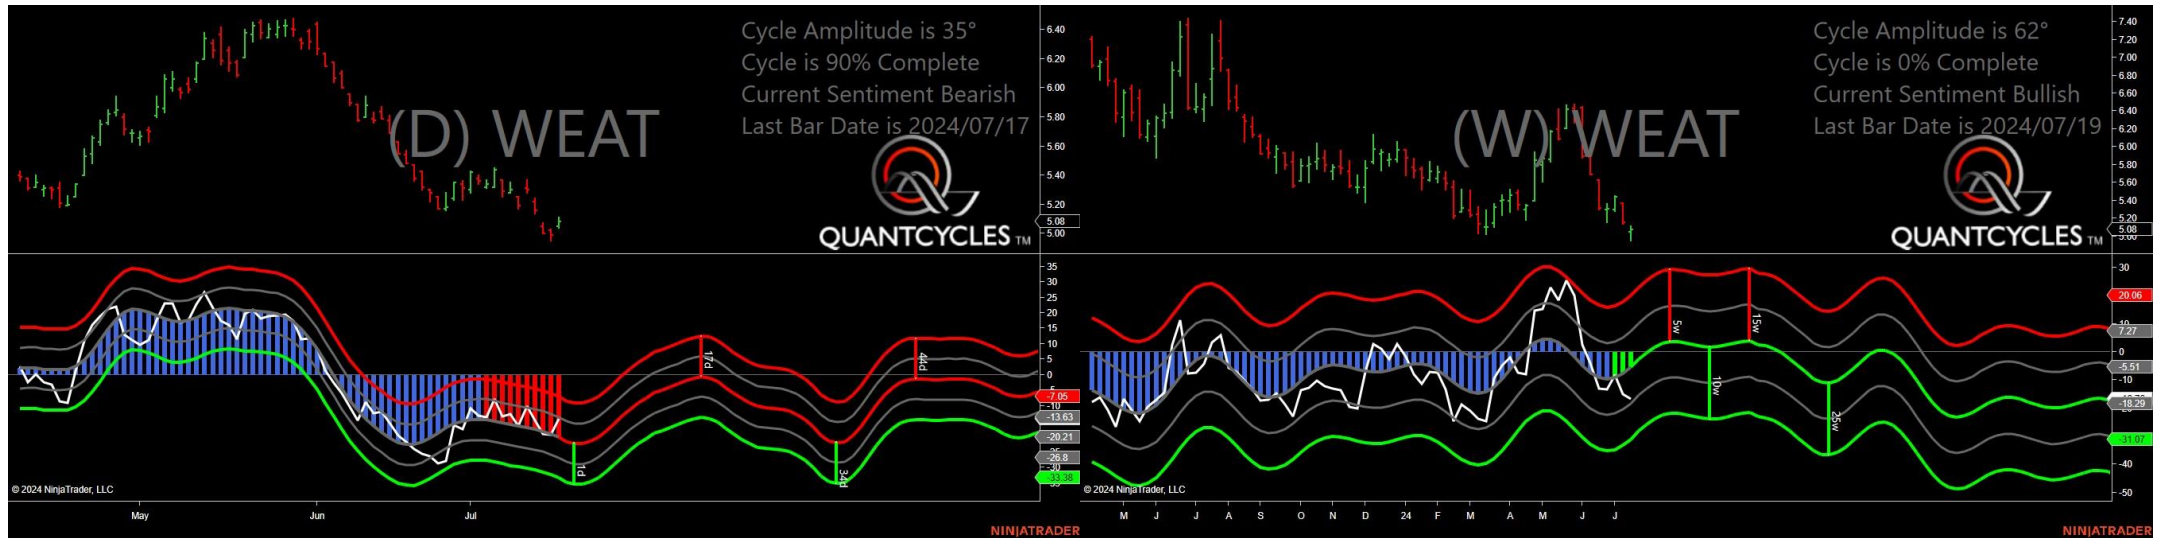 Cycle Amplitude is 35°
Cycle is 90% Complete
Current Sentiment Bearish
Last Bar Date is 2024/07/17
(D) WEAT
QUANTCYCLES TM
6.40
6.20
6.00
5.80
5.60
5.40
5.20
5.08
5.00
35
30
25
20
15
10
5
0
-5
-7.05
-10
-13.63
-20.21
-26.8
-30
-33.38
17d
44d
1d
34d
© 2024 NinjaTrader, LLC
May
Jun
Jul
NINJATRADER
Cycle Amplitude is 62°
Cycle is 0% Complete
Current Sentiment Bullish
Last Bar Date is 2024/07/19
(W) WEAT
QUANTCYCLES TM
7.40
7.20
7.00
6.80
6.60
6.40
6.20
6.00
5.80
5.60
5.40
5.20
5.08
5.00
30
20.06
10
7.27
0
-5.51
-10
-18.29
-31.07
-40
-50
5w
15w
10w
25w
© 2024 NinjaTrader, LLC
M J J A S O N D 24 F M A M J J
NINJATRADER